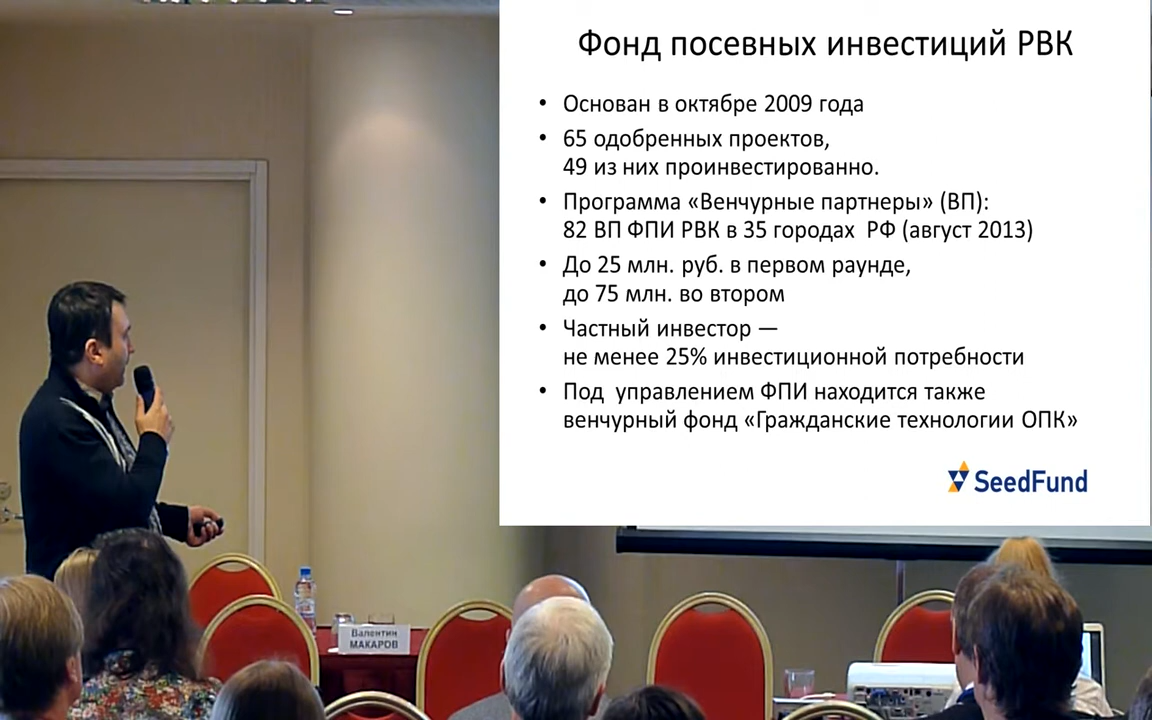 Фонд посевных инвестиций РВК
• Основан в октябре 2009 года
• 65 одобренных проектов,
49 из них проинвестированно.
• Программа «Венчурные партнеры» (ВП):
82 ВП ФПИ РВК в 35 городах РФ (август 2013)
• До 25 млн. руб. в первом раунде,
до 75 млн. во втором
• Частный инвестор —
не менее 25% инвестиционной потребности
• Под управлением ФПИ находится также
венчурный фонд «Гражданские технологии ОПК»
SeedFund
Валентин
МАКАРОВ